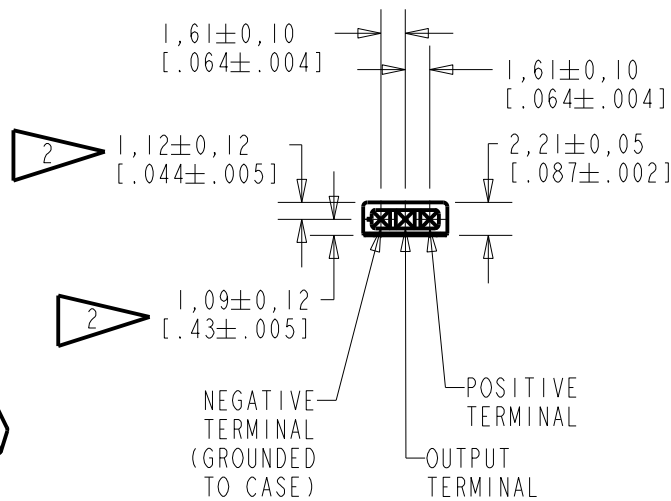 1,61±0,10
[.064±.004]
1,61±0,10
[.064±.004]
2
1,12±0,12
[.044±.005]
2,21±0,05
[.087±.002]
2
1,09±0,12
[.43±.005]
NEGATIVE
TERMINAL
(GROUNDED
TO CASE)
POSITIVE
TERMINAL
OUTPUT
TERMINAL